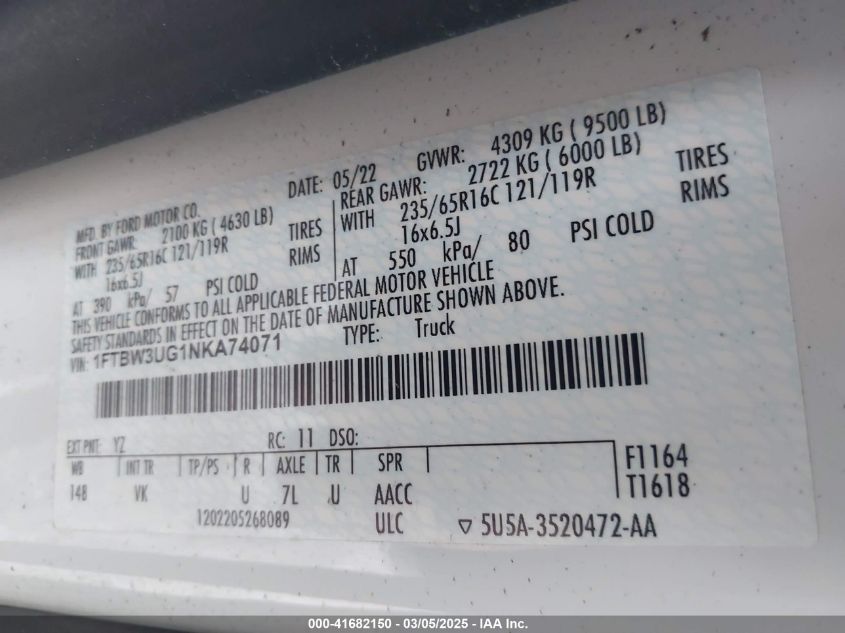 MFD. BY FORD MOTOR CO.
DATE: 05/22 GVWR: 4309 KG ( 9500 LB)
FRONT GAWR: 2100 KG ( 4630 LB)
WITH 235/65R16C 121/119R TIRES
16x6.5J RIMS
AT 390 kPa/ 57 PSI COLD
REAR GAWR: 2722 KG ( 6000 LB)
WITH 235/65R16C 121/119R TIRES
16x6.5J RIMS
AT 550 kPa/ 80 PSI COLD
THIS VEHICLE CONFORMS TO ALL APPLICABLE FEDERAL MOTOR VEHICLE
SAFETY STANDARDS IN EFFECT ON THE DATE OF MANUFACTURE SHOWN ABOVE.
VIN: 1FTBW3UG1NKA74071 TYPE: Truck
EXT PNT: YZ RC: 11 DSO:
WB INT TR TP/PS R AXLE TR SPR
148 VK U 7L U AACC
F1164
T1618
1202205268089 ULC ▽ 5U5A-3520472-AA
000-41682150 - 03/05/2025 - IAA Inc.